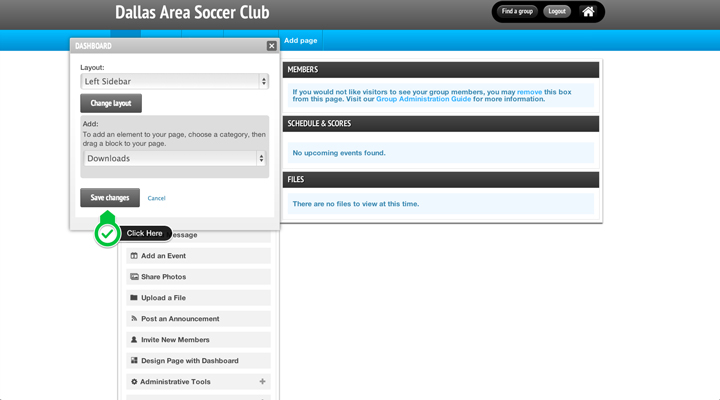 Dallas Area Soccer Club
Find a group
Logout
Add page
DASHBOARD
Layout:
Left Sidebar
Change layout
Add:
To add an element to your page, choose a category, then
drag a block to your page.
Downloads
Save changes
Cancel
Click Here
essage
Add an Event
Share Photos
Upload a File
Post an Announcement
Invite New Members
Design Page with Dashboard
Administrative Tools
MEMBERS
If you would not like visitors to see your group members, you may remove this box
from this page. Visit our Group Administration Guide for more information.
SCHEDULE & SCORES
No upcoming events found.
FILES
There are no files to view at this time.